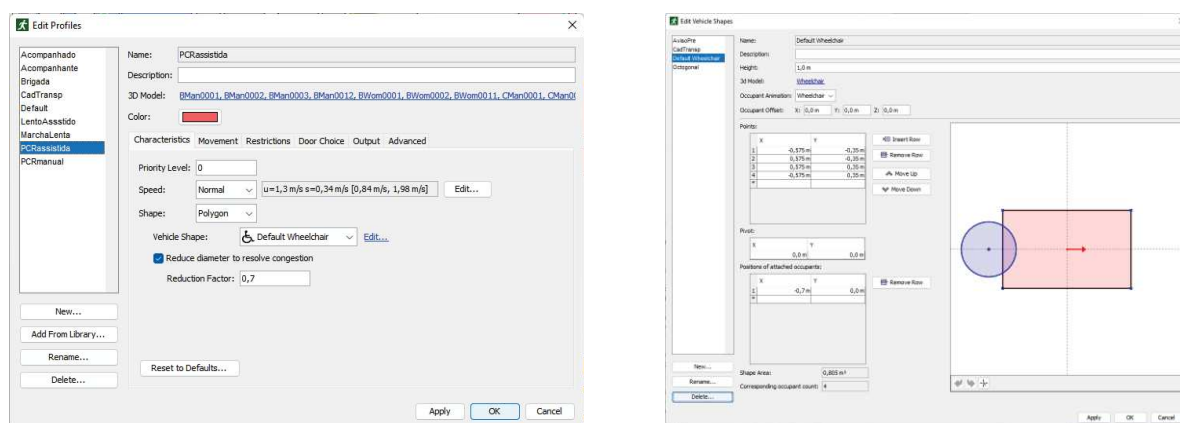 Edit Profiles
Acompanhado
Acompanhante
Brigada
CadTransp
Default
LentoAssstido
MarchaLenta
PCRassistida
PCRmanual
New...
Add From Library...
Rename...
Delete...
Name: PCRassistida
Description:
3D Model: BMan0001, BMan0002, BMan0003, BMan0012, BWom0001, BWom0002, BWom0011, CMan0001, CMan00
Color:
Characteristics Movement Restrictions Door Choice Output Advanced
Priority Level: 0
Speed: Normal u=1,3 m/s s=0,34 m/s [0,84 m/s, 1,98 m/s] Edit...
Shape: Polygon
Vehicle Shape: Default Wheelchair Edit...
Reduce diameter to resolve congestion
Reduction Factor: 0,7
Reset to Defaults...
Apply OK Cancel
Edit Vehicle Shapes
AvisoPre
CadTransp
Default Wheelchair
Octogonal
New...
Rename...
Delete...
Name: Default Wheelchair
Description:
Height: 1,0 m
3d Model: Wheelchair
Occupant Animation: Wheelchair
Occupant Offset: X: 0,0 m Y: 0,0 m Z: 0,0 m
Points:
X Y
1 -0,575 m -0,35 m
2 0,575 m -0,35 m
3 0,575 m 0,35 m
4 -0,575 m 0,35 m
*
Insert Row
Remove Row
Move Up
Move Down
Pivot:
X Y
0,0 m 0,0 m
Positions of attached occupants:
X Y
1 -0,7 m 0,0 m
*
Remove Row
Shape Area: 0,805 m²
Corresponding occupant count: 4
Apply OK Cancel